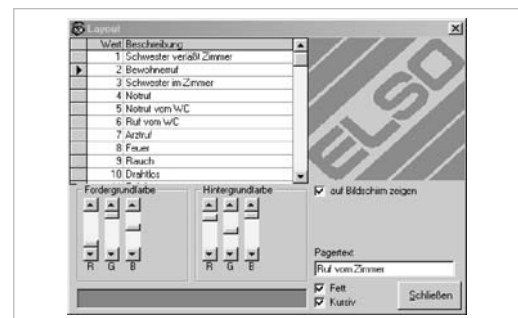 Layout
Wert Beschreibung
1 Schwester verläßt Zimmer
2 Bewohnerruf
3 Schwester im Zimmer
4 Notruf
5 Notruf vom WC
6 Ruf vom WC
7 Arztruf
8 Feuer
9 Rauch
10 Drahtlos
ELSO
Fordergrundfarbe
Hintergrundfarbe
auf Bildschirm zeigen
R G B
R G B
Pagertext
Ruf vom Zimmer
Fett
Kursiv
Schließen